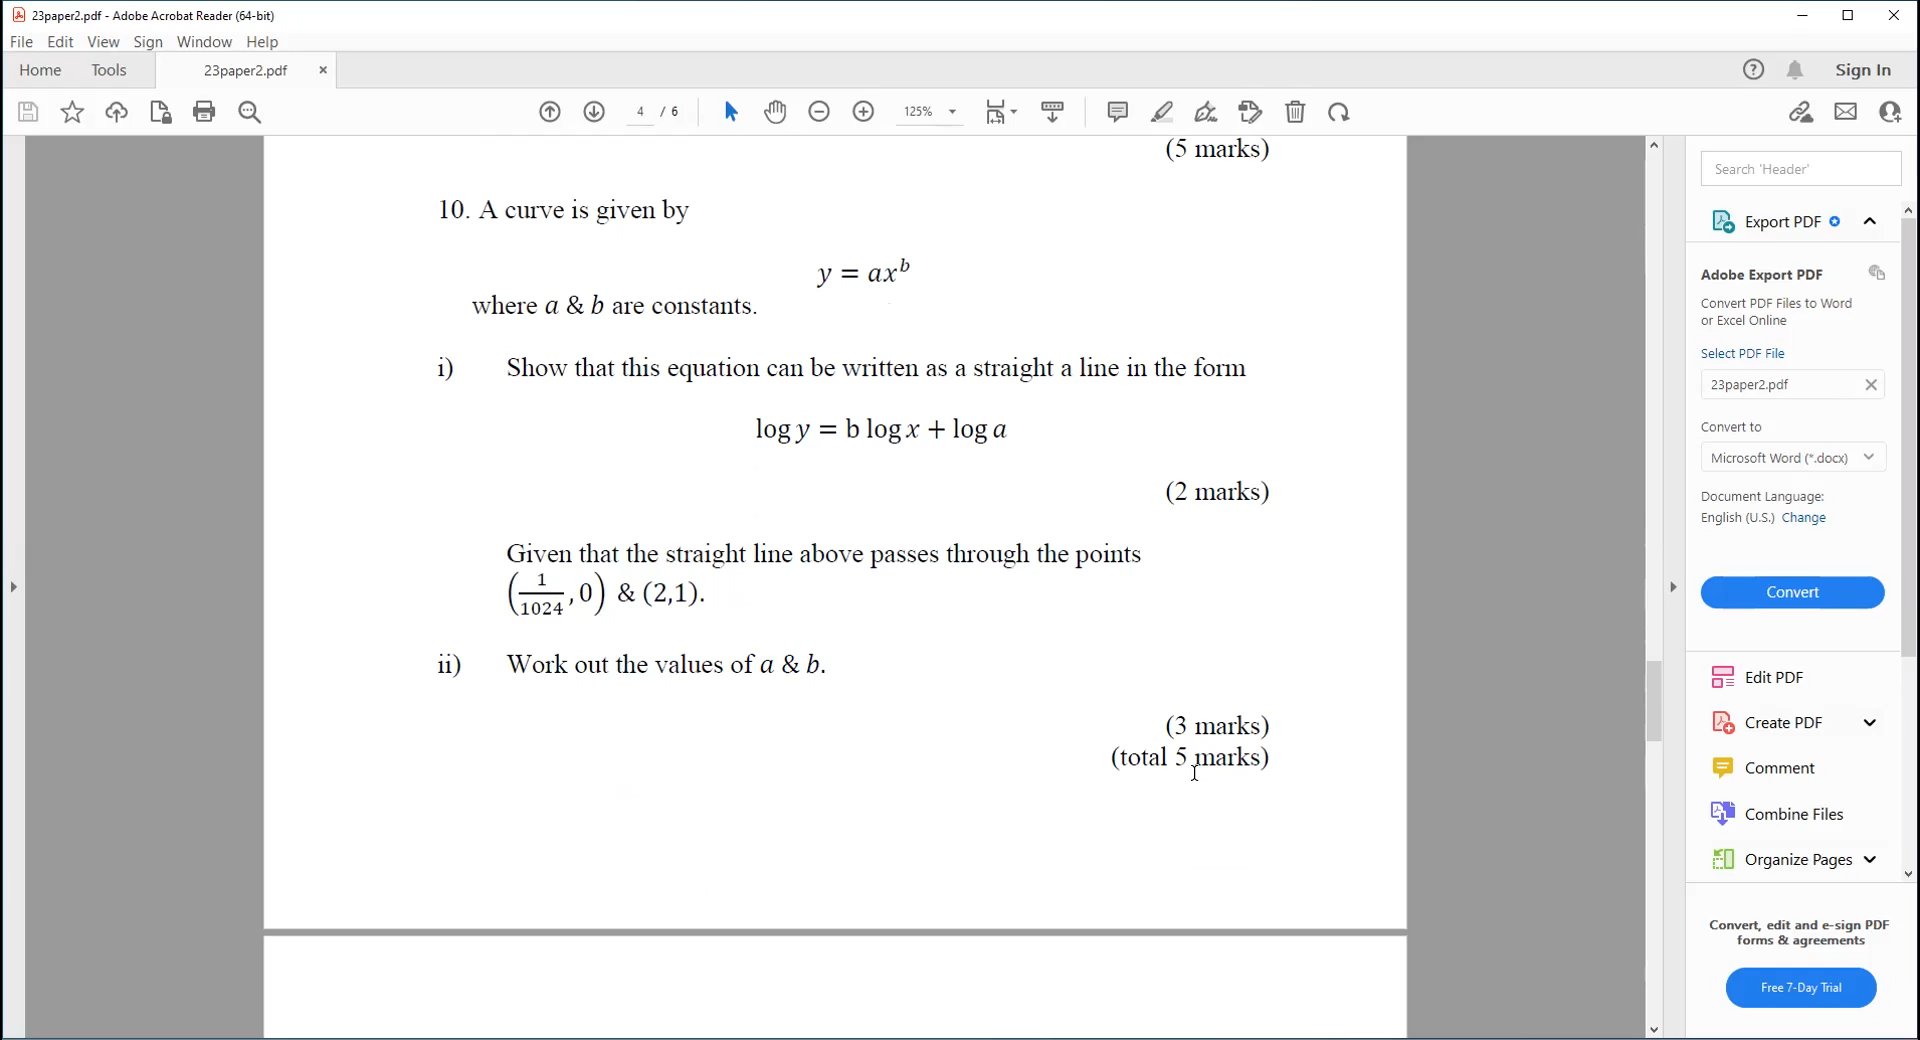 23paper2.pdf - Adobe Acrobat Reader (64-bit)
File Edit View Sign Window Help
Home Tools 23paper2.pdf × Sign In
4 / 6 125%
(5 marks)
10. A curve is given by
y = ax^b
where a & b are constants.
i) Show that this equation can be written as a straight a line in the form
log y = b log x + log a
(2 marks)
Given that the straight line above passes through the points
(1/1024, 0) & (2,1).
ii) Work out the values of a & b.
(3 marks)
(total 5 marks)
Search 'Header'
Export PDF
Adobe Export PDF
Convert PDF Files to Word
or Excel Online
Select PDF File
23paper2.pdf
Convert to
Microsoft Word (*.docx)
Document Language:
English (U.S.) Change
Convert
Edit PDF
Create PDF
Comment
Combine Files
Organize Pages
Convert, edit and e-sign PDF
forms & agreements
Free 7-Day Trial